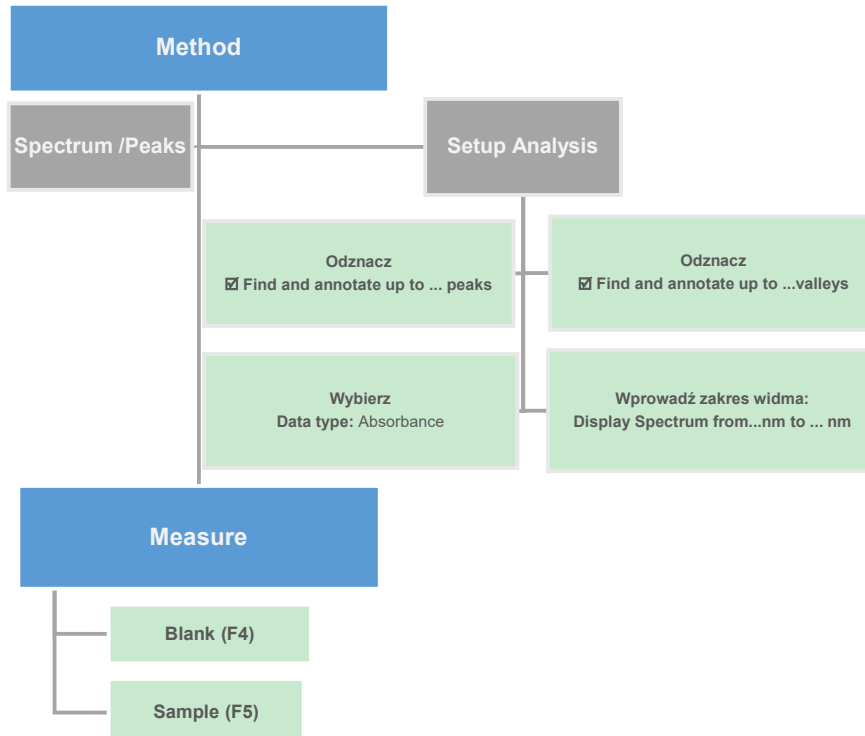 Method
Spectrum /Peaks
Setup Analysis
Odznacz
☑ Find and annotate up to ... peaks
Odznacz
☑ Find and annotate up to ...valleys
Wybierz
Data type: Absorbance
Wprowadź zakres widma:
Display Spectrum from...nm to ... nm
Measure
Blank (F4)
Sample (F5)